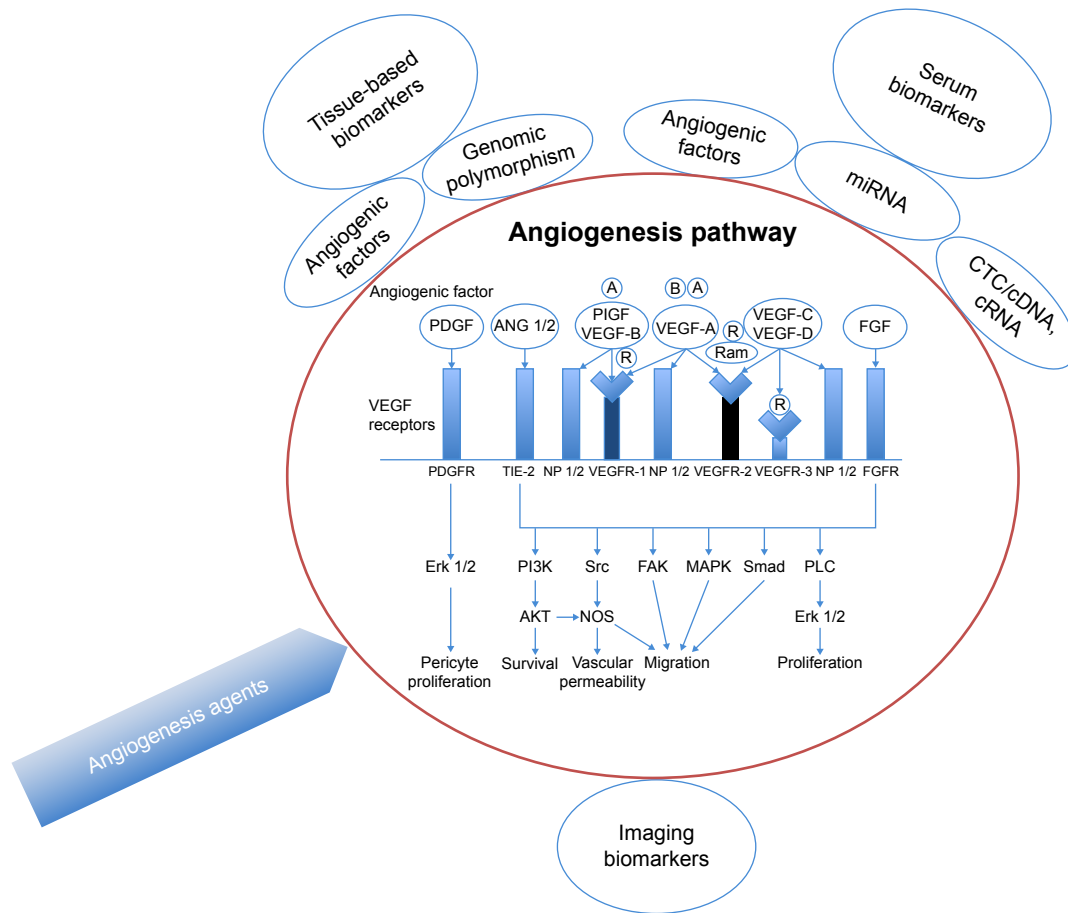 Tissue-based
biomarkers
Genomic
polymorphism
Angiogenic
factors
Angiogenic
factors
Serum
biomarkers
miRNA
CTC/cDNA,
cRNA
Angiogenesis pathway
Angiogenic factor
A
B A
PDGF
ANG 1/2
PIGF
VEGF-B
VEGF-A
R
VEGF-C
VEGF-D
FGF
R
Ram
VEGF
receptors
R
PDGFR TIE-2 NP 1/2 VEGFR-1 NP 1/2 VEGFR-2 VEGFR-3 NP 1/2 FGFR
Erk 1/2 PI3K Src FAK MAPK Smad PLC
AKT NOS Erk 1/2
Pericyte
proliferation
Survival
Vascular
permeability
Migration
Proliferation
Angiogenesis agents
Imaging
biomarkers